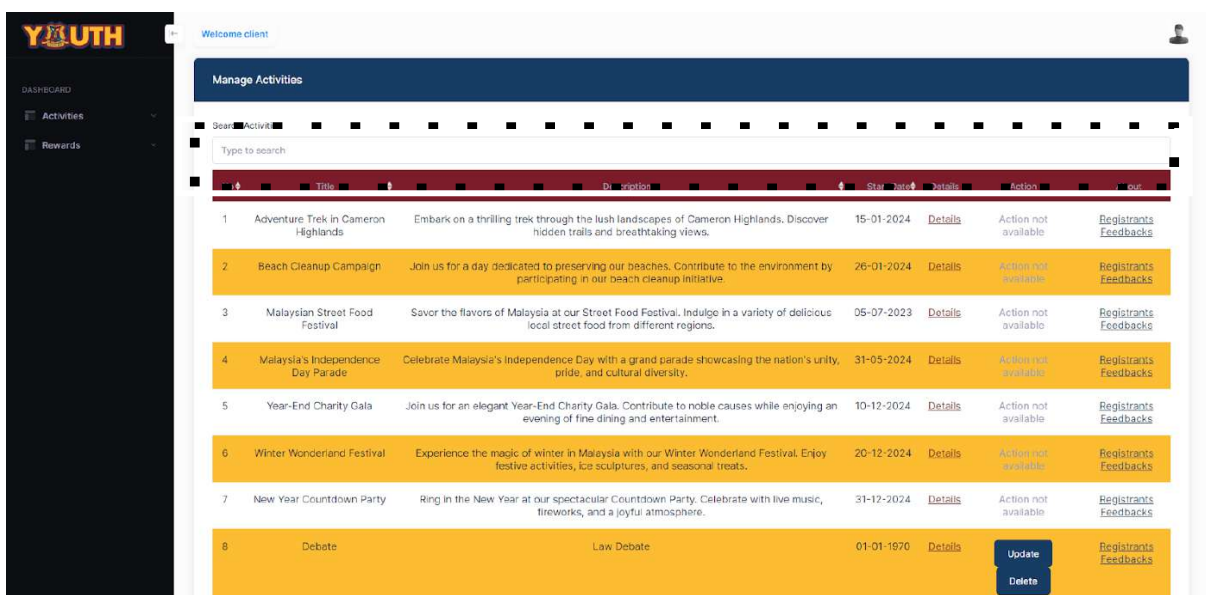 YOUTH
Welcome client
DASHBOARD
Activities
Rewards
Manage Activities
Type to search
Title Details Action
1 Adventure Trek in Cameron Highlands Embark on a thrilling trek through the lush landscapes of Cameron Highlands. Discover hidden trails and breathtaking views. 15-01-2024 Details Action not available Registrants Feedbacks
2 Beach Cleanup Campaign Join us for a day dedicated to preserving our beaches. Contribute to the environment by participating in our beach cleanup initiative. 26-01-2024 Details Action not available Registrants Feedbacks
3 Malaysian Street Food Festival Savor the flavors of Malaysia at our Street Food Festival. Indulge in a variety of delicious local street food from different regions. 05-07-2023 Details Action not available Registrants Feedbacks
4 Malaysia's Independence Day Parade Celebrate Malaysia's Independence Day with a grand parade showcasing the nation's unity, pride, and cultural diversity. 31-05-2024 Details Action not available Registrants Feedbacks
5 Year-End Charity Gala Join us for an elegant Year-End Charity Gala. Contribute to noble causes while enjoying an evening of fine dining and entertainment. 10-12-2024 Details Action not available Registrants Feedbacks
6 Winter Wonderland Festival Experience the magic of winter in Malaysia with our Winter Wonderland Festival. Enjoy festive activities, ice sculptures, and seasonal treats. 20-12-2024 Details Action not available Registrants Feedbacks
7 New Year Countdown Party Ring in the New Year at our spectacular Countdown Party. Celebrate with live music, fireworks, and a joyful atmosphere. 31-12-2024 Details Action not available Registrants Feedbacks
8 Debate Law Debate 01-01-1970 Details Update Delete Registrants Feedbacks